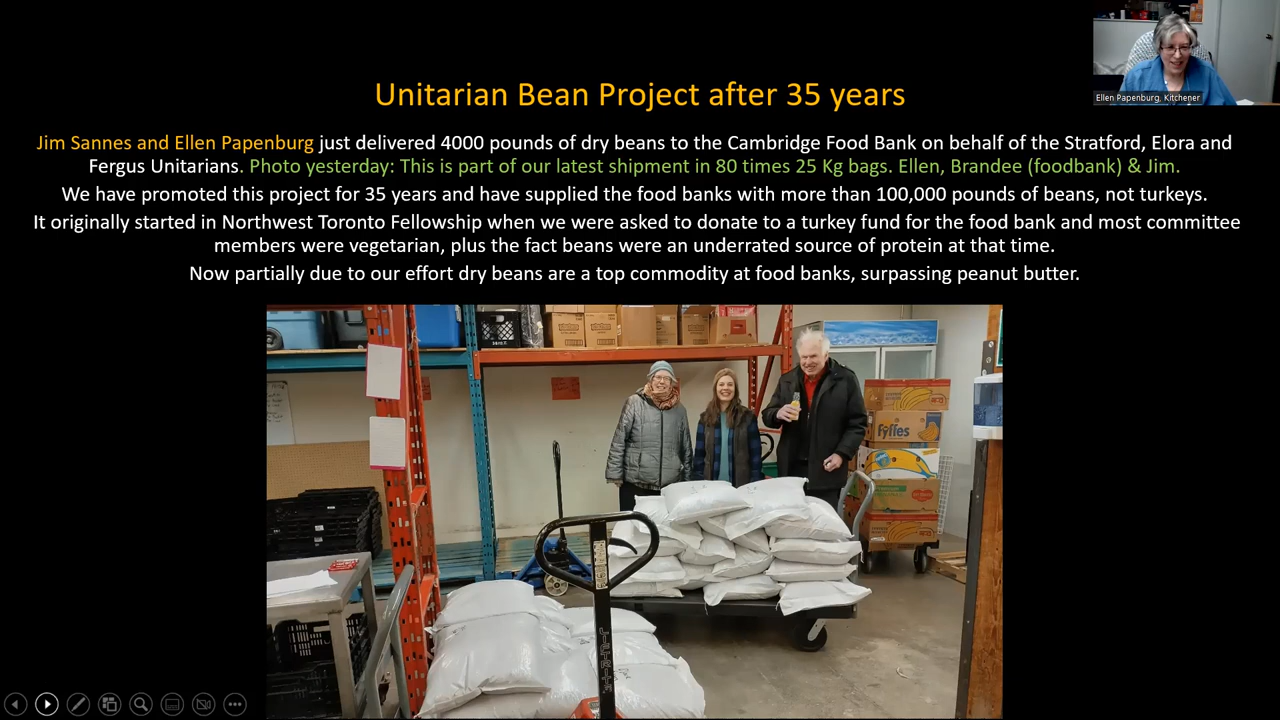 Ellen Papenburg, Kitchener
Unitarian Bean Project after 35 years
Jim Sannes and Ellen Papenburg just delivered 4000 pounds of dry beans to the Cambridge Food Bank on behalf of the Stratford, Elora and
Fergus Unitarians. Photo yesterday: This is part of our latest shipment in 80 times 25 Kg bags. Ellen, Brandee (foodbank) & Jim.
We have promoted this project for 35 years and have supplied the food banks with more than 100,000 pounds of beans, not turkeys.
It originally started in Northwest Toronto Fellowship when we were asked to donate to a turkey fund for the food bank and most committee
members were vegetarian, plus the fact beans were an underrated source of protein at that time.
Now partially due to our effort dry beans are a top commodity at food banks, surpassing peanut butter.
fyffes